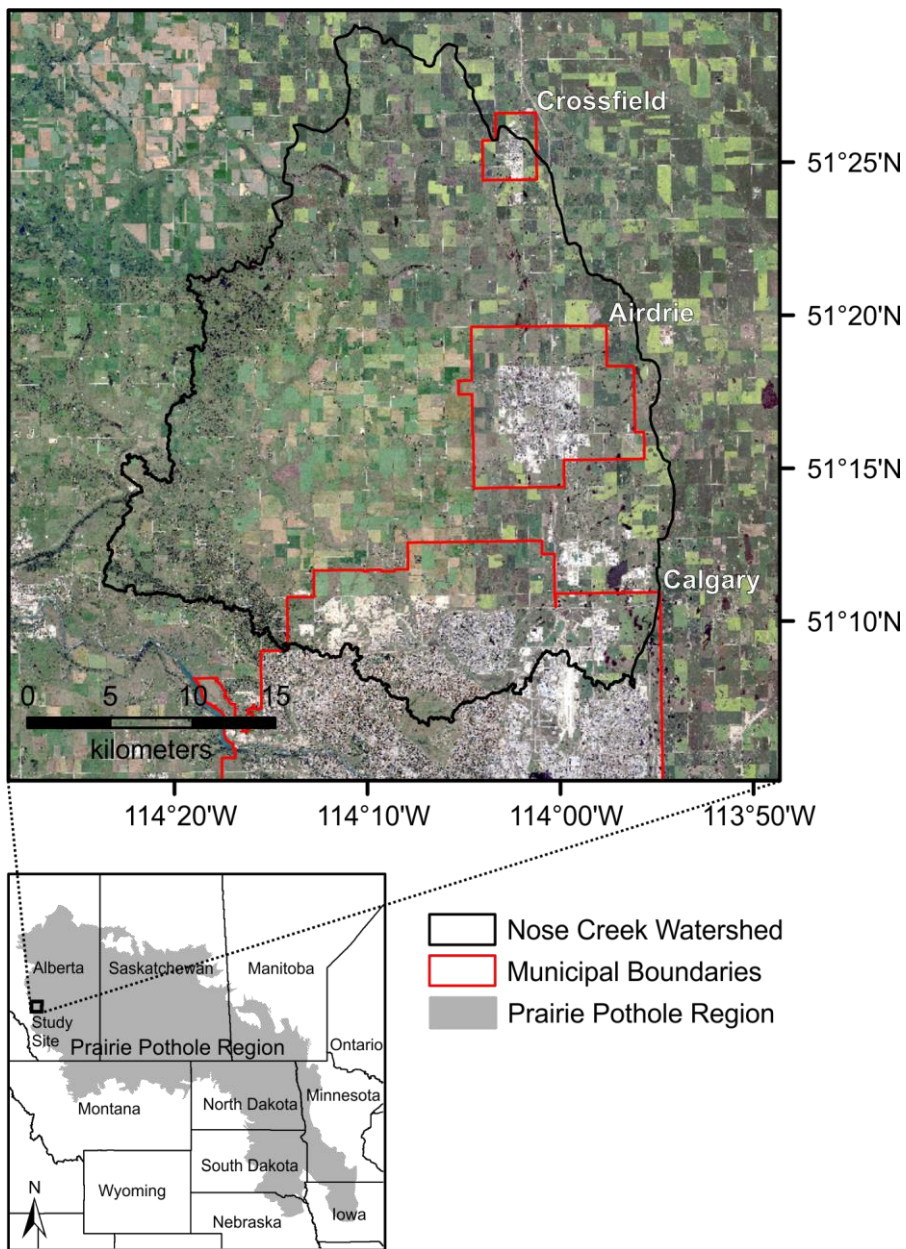 Crossfield
51°25'N
51°20'N
Airdrie
51°15'N
Calgary
51°10'N
0 5 10 15
kilometers
114°20'W 114°10'W 114°00'W 113°50'W
Alberta
Saskatchewan
Manitoba
Study
Site
Prairie Pothole Region
Ontario
Montana
North Dakota
Minnesota
South Dakota
Wyoming
Nebraska
Iowa
N
Nose Creek Watershed
Municipal Boundaries
Prairie Pothole Region